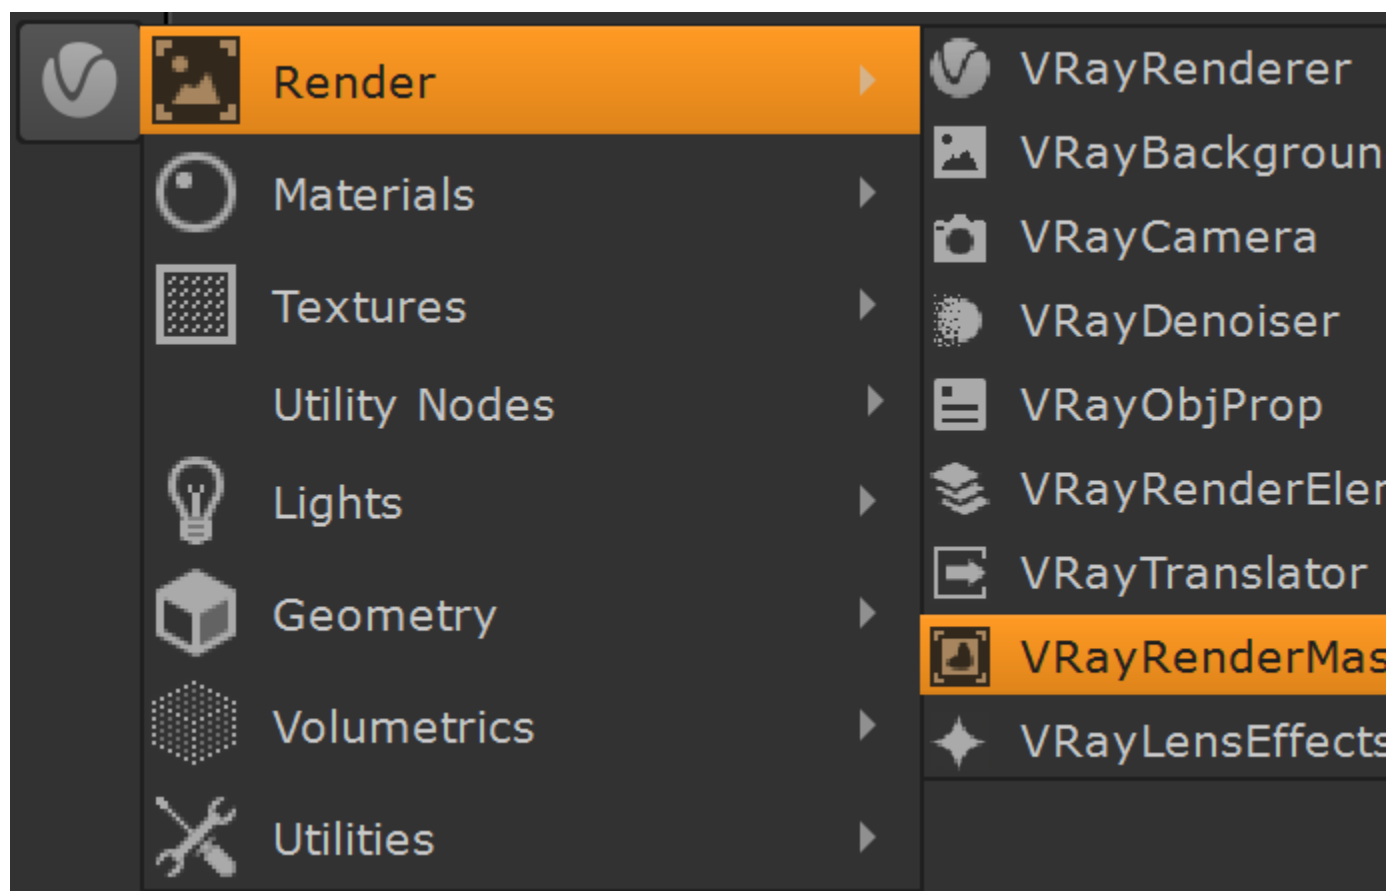 Render
Materials
Textures
Utility Nodes
Lights
Geometry
Volumetrics
Utilities
VRayRenderer
VRayBackgroun
VRayCamera
VRayDenoiser
VRayObjProp
VRayRenderEler
VRayTranslator
VRayRenderMas
VRayLensEffects